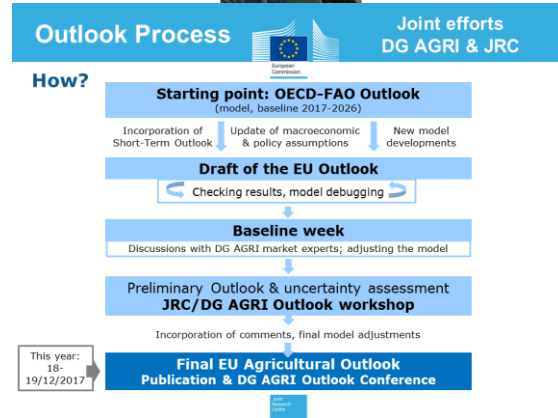 Outlook Process
Joint efforts
DG AGRI & JRC
European
Commission
How?
Starting point: OECD-FAO Outlook
(model, baseline 2017-2026)
Incorporation of
Short-Term Outlook
Update of macroeconomic
& policy assumptions
New model
developments
Draft of the EU Outlook
Checking results, model debugging
Baseline week
Discussions with DG AGRI market experts; adjusting the model
Preliminary Outlook & uncertainty assessment
JRC/DG AGRI Outlook workshop
Incorporation of comments, final model adjustments
This year:
18-
19/12/2017
Final EU Agricultural Outlook
Publication & DG AGRI Outlook Conference
Joint
Research
Centre